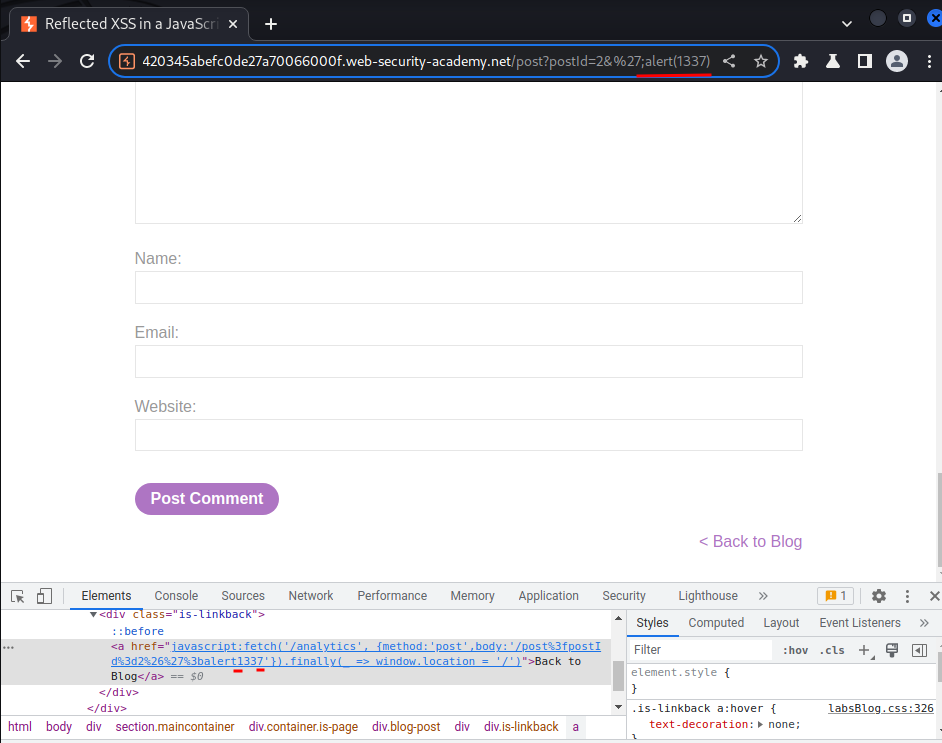 Reflected XSS in a JavaScri
420345abefc0de27a70066000f.web-security-academy.net/post?postId=2&%27;alert(1337)
Name:
Email:
Website:
Post Comment
< Back to Blog
Elements Console Sources Network Performance Memory Application Security Lighthouse » 1
<div class="is-linkback">
::before
<a href="javascript:fetch('/analytics', {method:'post',body:'/post%3fpostI
d%3d2%26%27%3balert1337'}).finally(_ => window.location = '/')">Back to
Blog</a> == $0
</div>
</div>
html body div section.maincontainer div.container.is-page div.blog-post div div.is-linkback a
Styles Computed Layout Event Listeners »
Filter :hov .cls +
element.style {
}
.is-linkback a:hover { labsBlog.css:326
text-decoration: none;
}